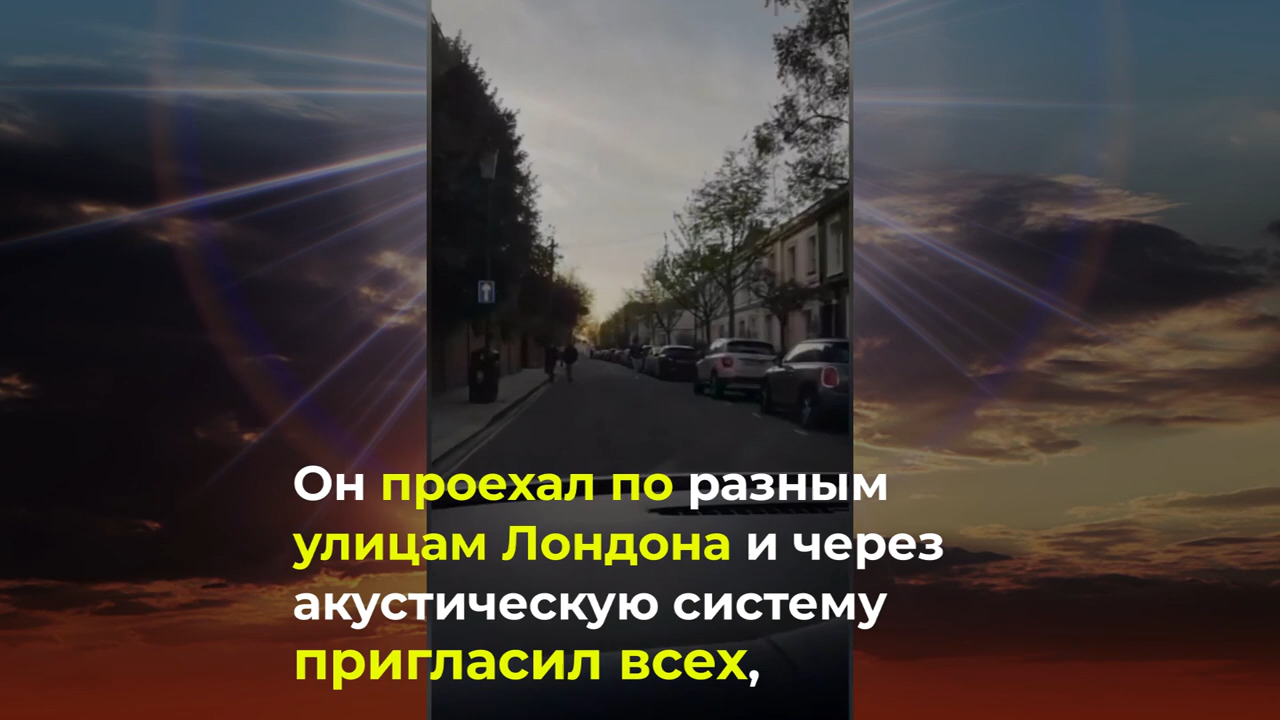 Он проехал по разным
улицам Лондона и через
акустическую систему
пригласил всех,